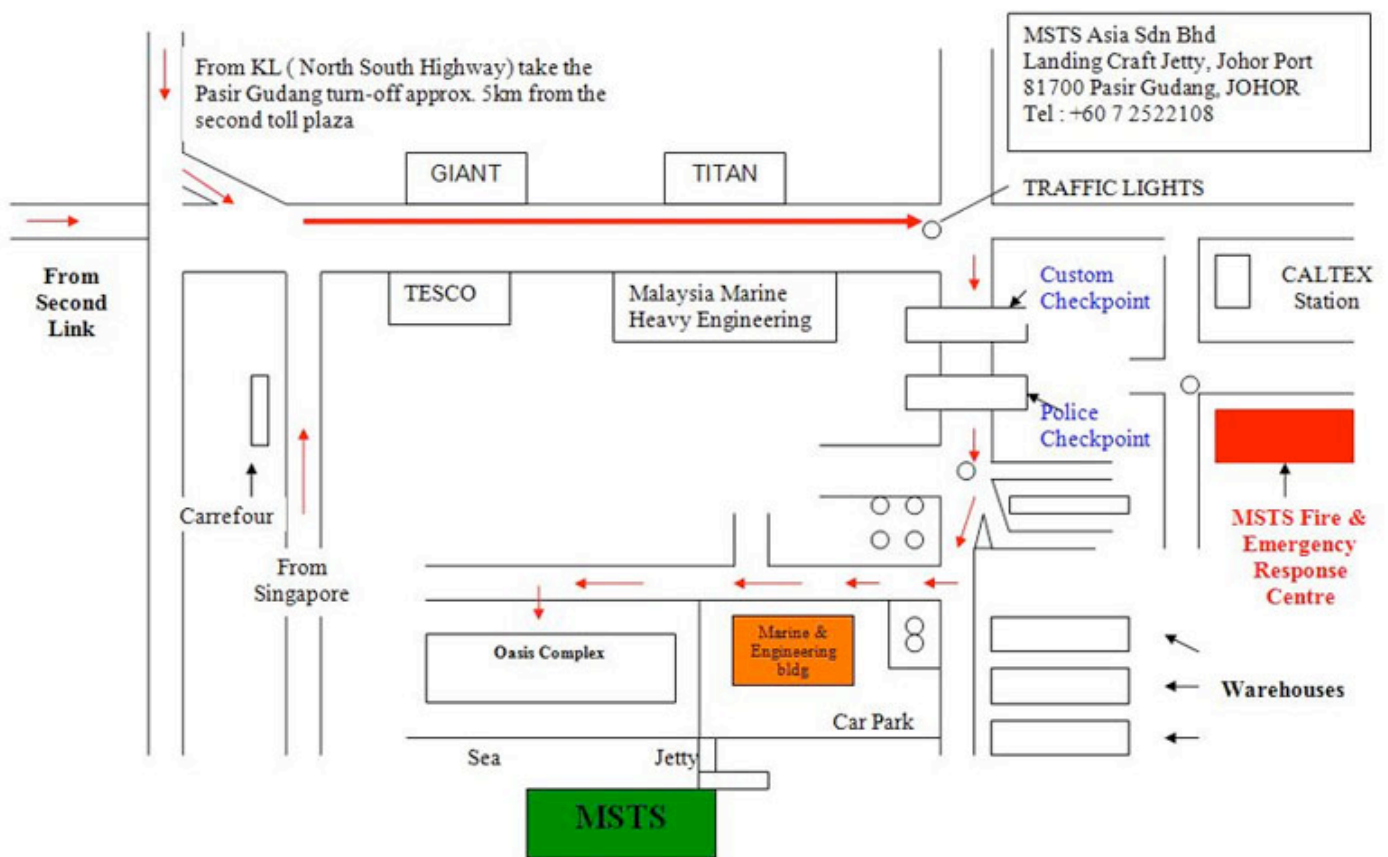 From KL ( North South Highway) take the
Pasir Gudang turn-off approx. 5km from the
second toll plaza
MSTS Asia Sdn Bhd
Landing Craft Jetty, Johor Port
81700 Pasir Gudang, JOHOR
Tel : +60 7 2522108
GIANT
TITAN
TRAFFIC LIGHTS
From
Second
Link
TESCO
Malaysia Marine
Heavy Engineering
Custom
Checkpoint
CALTEX
Station
Police
Checkpoint
Carrefour
MSTS Fire &
Emergency
Response
Centre
From
Singapore
Oasis Complex
Marine &
Engineering
bldg
Warehouses
Car Park
Sea
Jetty
MSTS